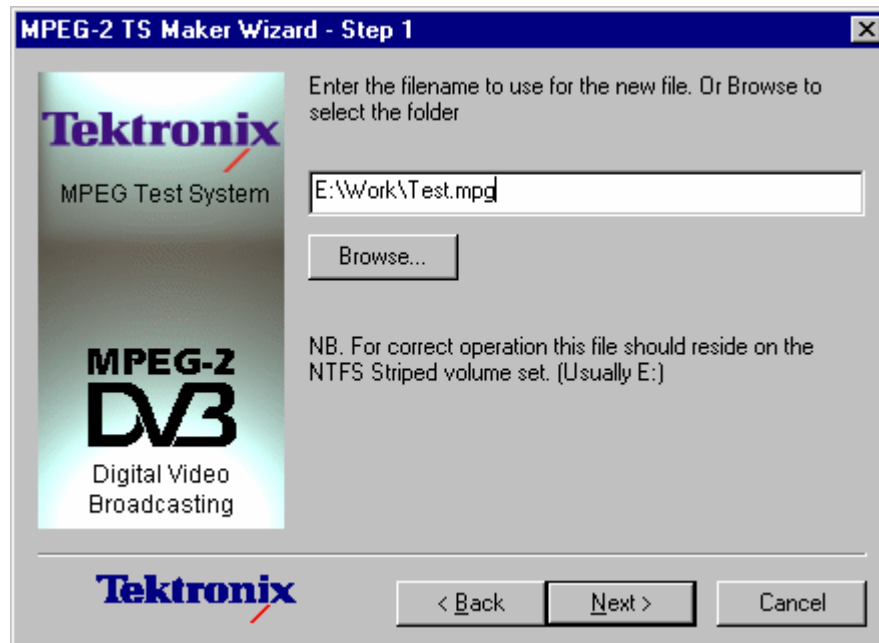 MPEG-2 TS Maker Wizard - Step 1
Tektronix
MPEG Test System
MPEG-2
DVB
Digital Video
Broadcasting
Enter the filename to use for the new file. Or Browse to
select the folder
E:\Work\Test.mpg
Browse...
NB. For correct operation this file should reside on the
NTFS Striped volume set. (Usually E:)
Tektronix
< Back
Next >
Cancel